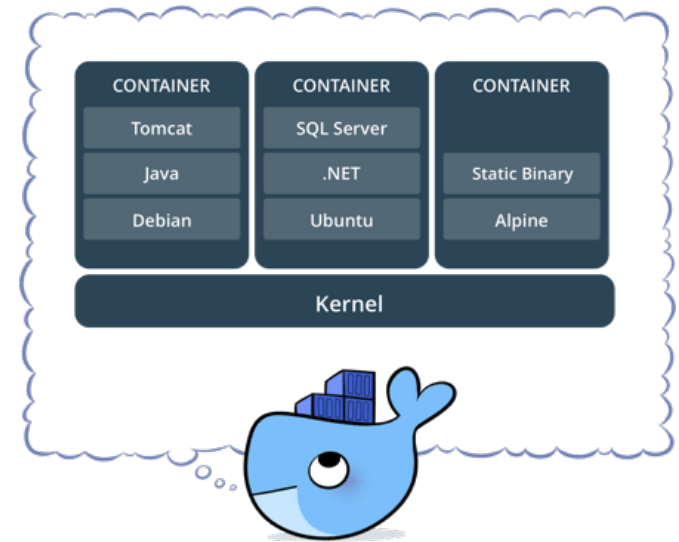 CONTAINER
Tomcat
Java
Debian
CONTAINER
SQL Server
.NET
Ubuntu
CONTAINER
Static Binary
Alpine
Kernel